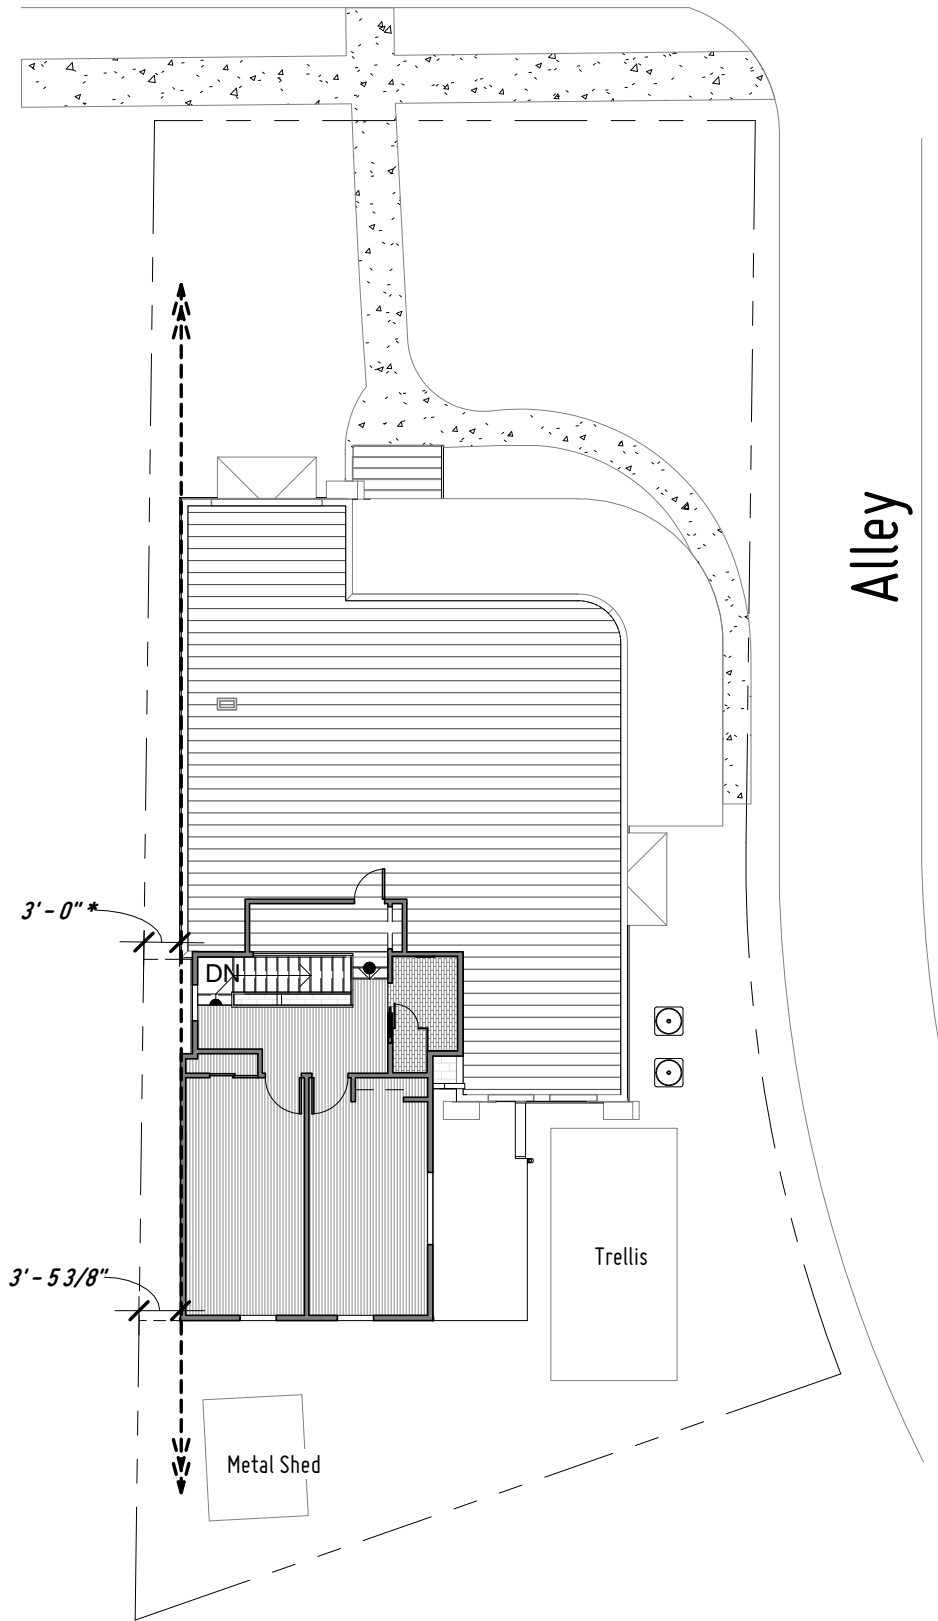 Alley
3' - 0" *
DN
3' - 5 3/8"
Trellis
Metal Shed